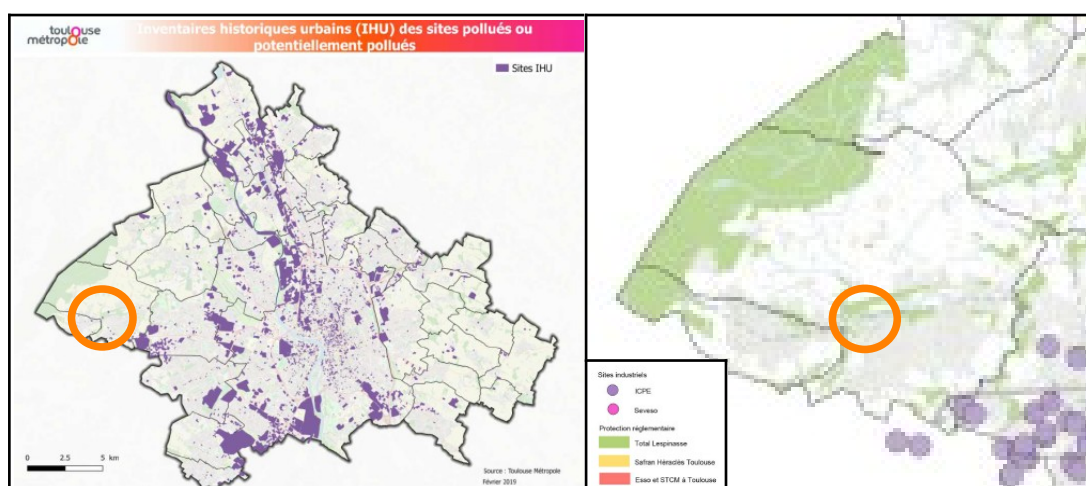 toulouse
métropole
Inventaires historiques urbains (IHU) des sites pollués ou
potentiellement pollués
Sites IHU
0 2.5 5 km
Source : Toulouse Métropole
Février 2019
Sites industriels
ICPE
Seveso
Protection réglementaire
Total Lespinasse
Safran Héraclès Toulouse
Esso et STCM à Toulouse